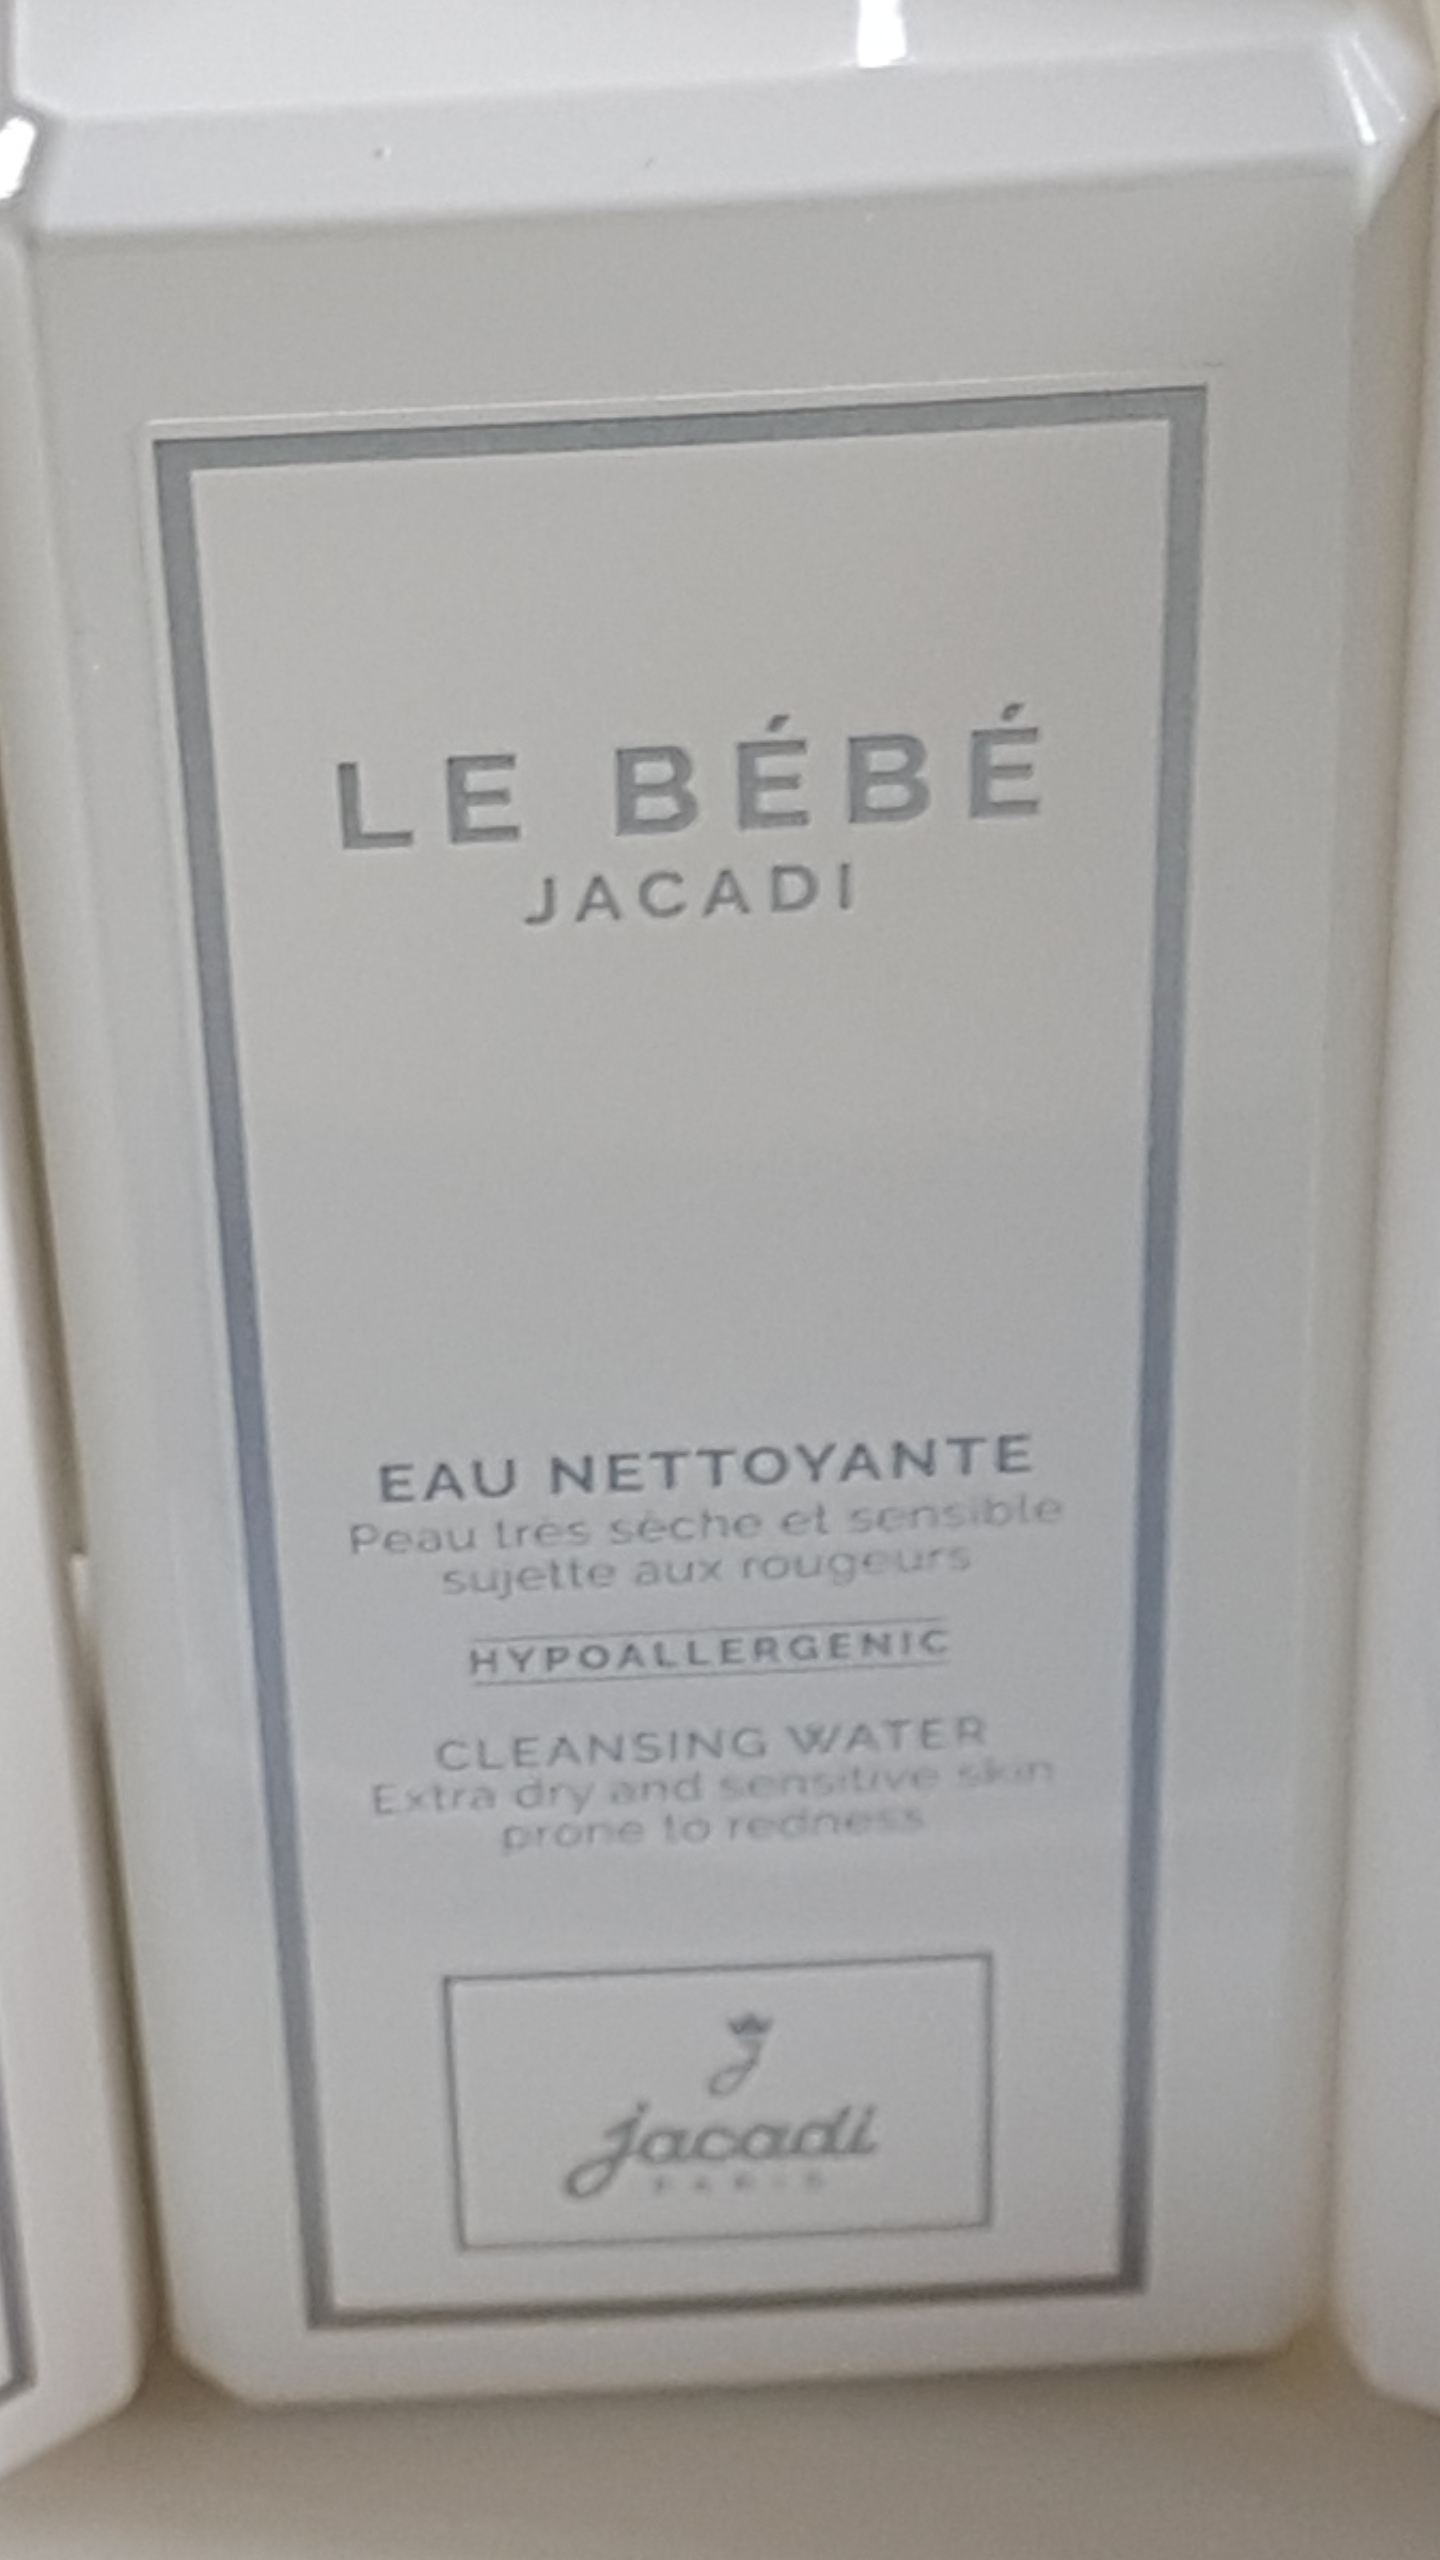 LE BÉBÉ
JACADI
EAU NETTOYANTE
Peau très sèche et sensible
sujette aux rougeurs
HYPOALLERGENIC
CLEANSING WATER
Extra dry and sensitive skin
prone to redness
J
jacadi
PARIS